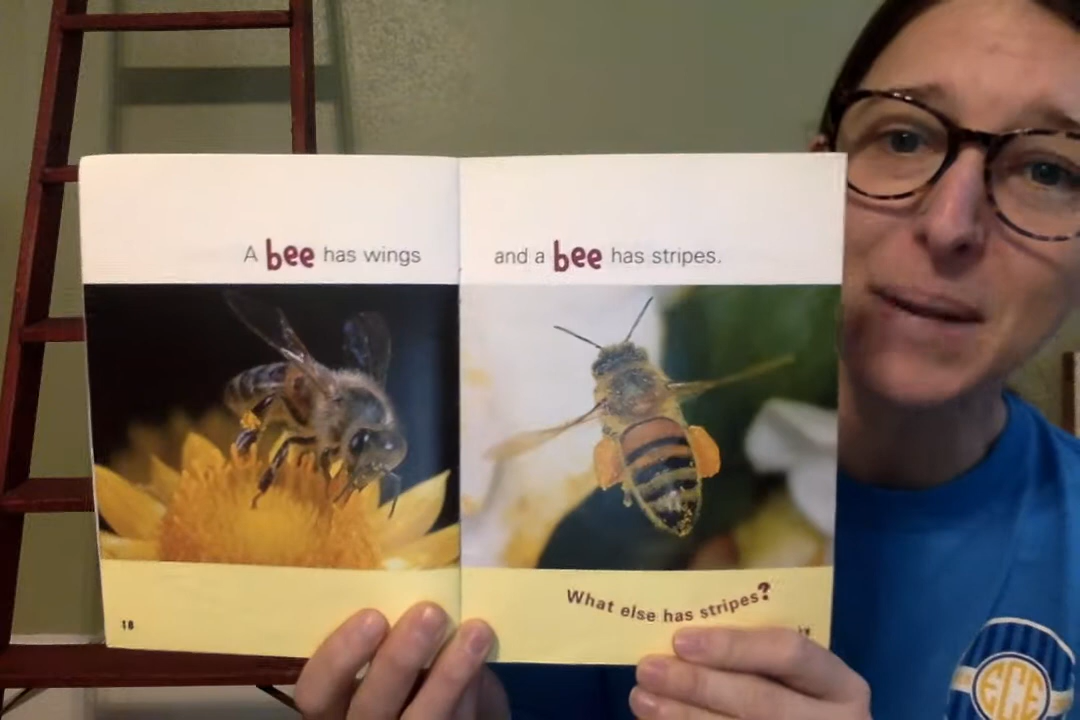 A bee has wings
and a bee has stripes.
What else has stripes?
18
ECE